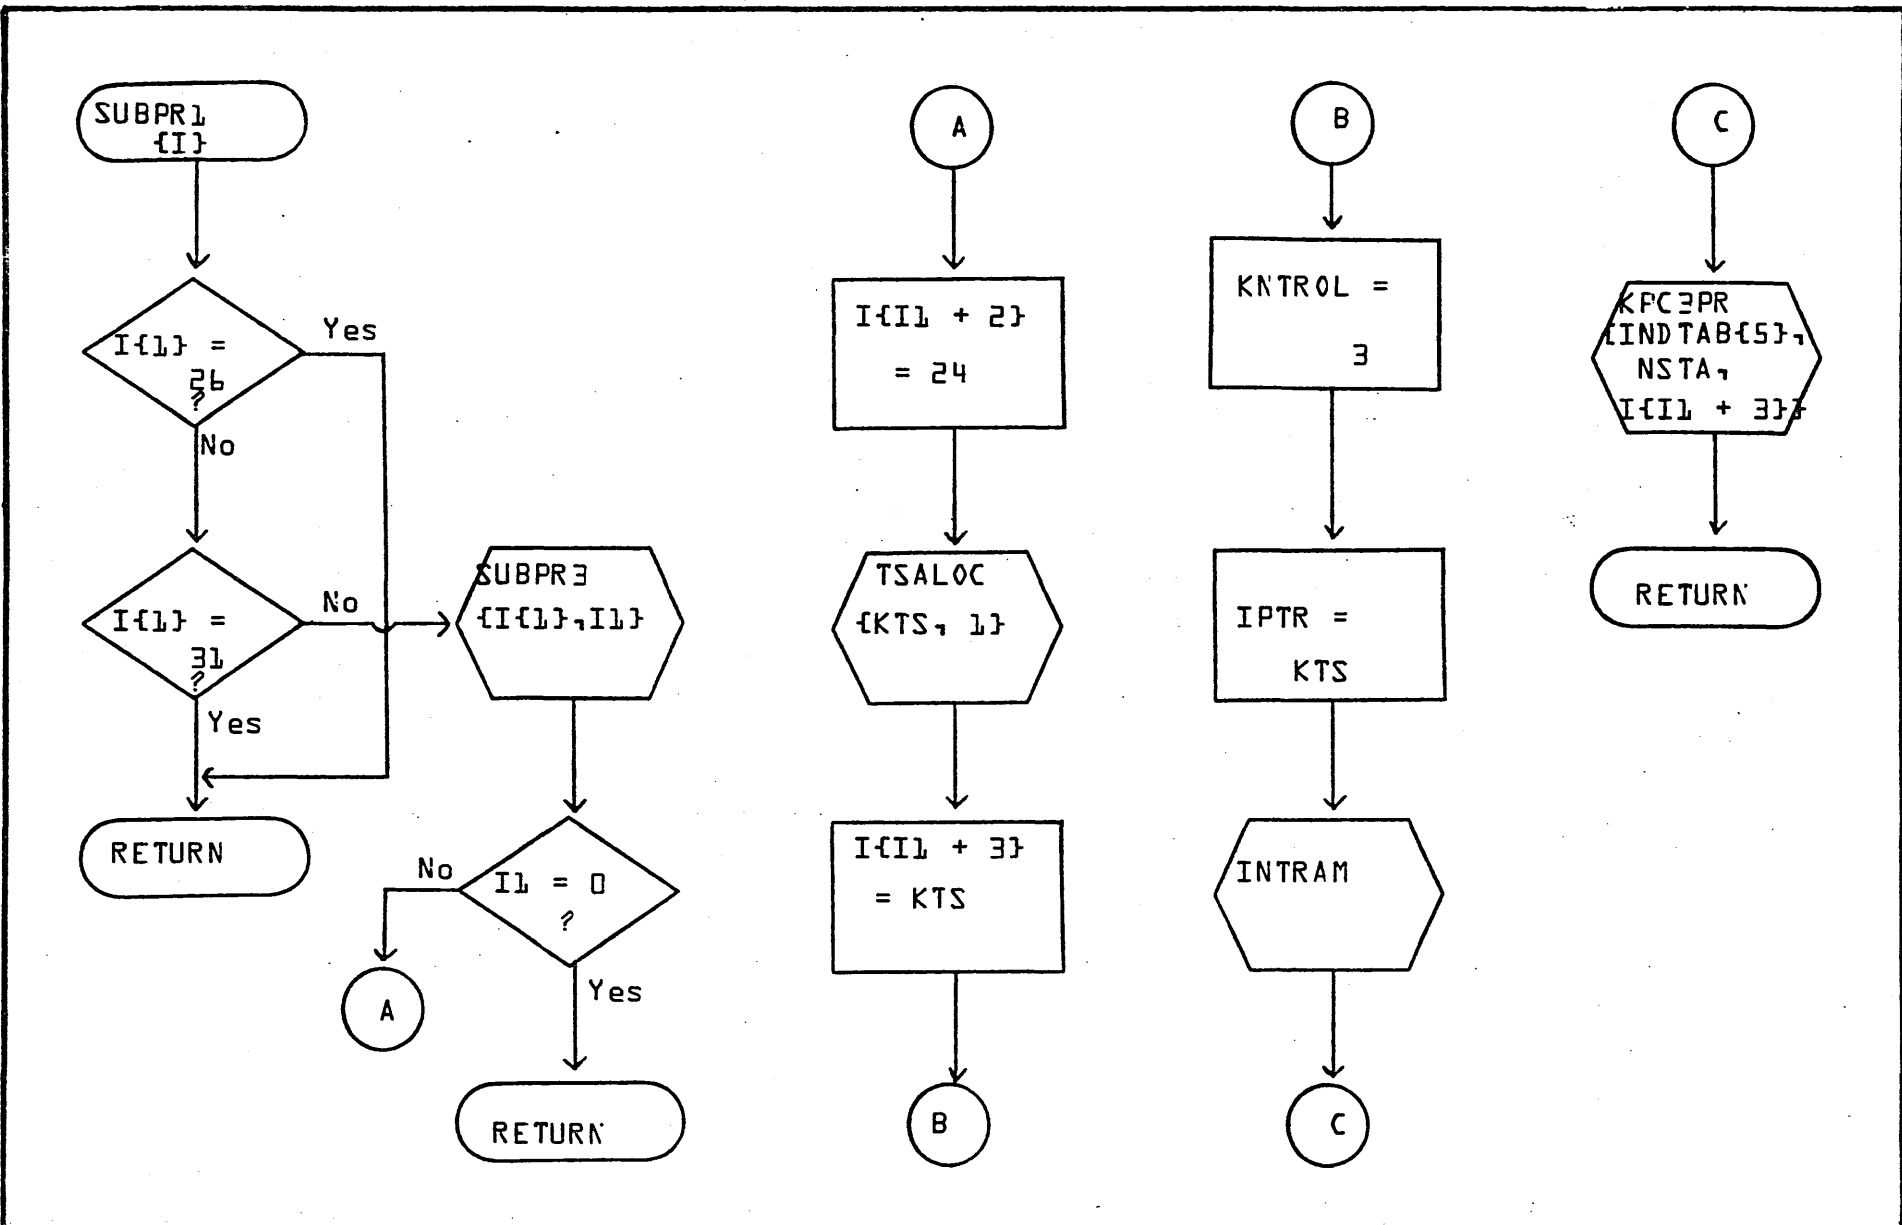 SUBPR1
{I}
I{1} =
26
?
Yes
No
I{1} =
31
?
No
Yes
RETURN
SUBPR3
{I{1},I1}
I1 = 0
?
No
A
Yes
RETURN
A
I{I1 + 2}
= 24
TSALOC
{KTS, 1}
I{I1 + 3}
= KTS
B
B
KNTROL =
3
IPTR =
KTS
INTRAM
C
C
KPC3PR
{INDTAB{5},
NSTA,
I{I1 + 3}}
RETURN